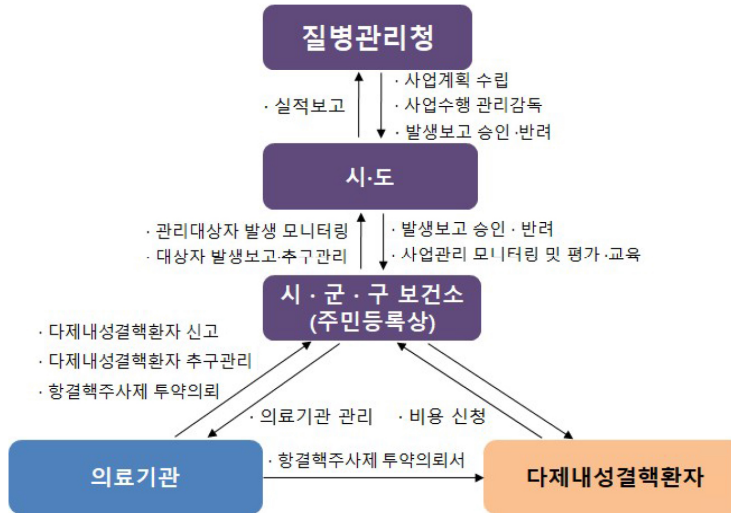 질병관리청
· 실적보고
· 사업계획 수립
· 사업수행 관리감독
· 발생보고 승인·반려
시·도
· 관리대상자 발생 모니터링
· 대상자 발생보고·추구관리
· 발생보고 승인 · 반려
· 사업관리 모니터링 및 평가·교육
시 · 군 · 구 보건소
(주민등록상)
· 다제내성결핵환자 신고
· 다제내성결핵환자 추구관리
· 항결핵주사제 투약의뢰
· 의료기관 관리
· 비용 신청
의료기관
· 항결핵주사제 투약의뢰서
다제내성결핵환자